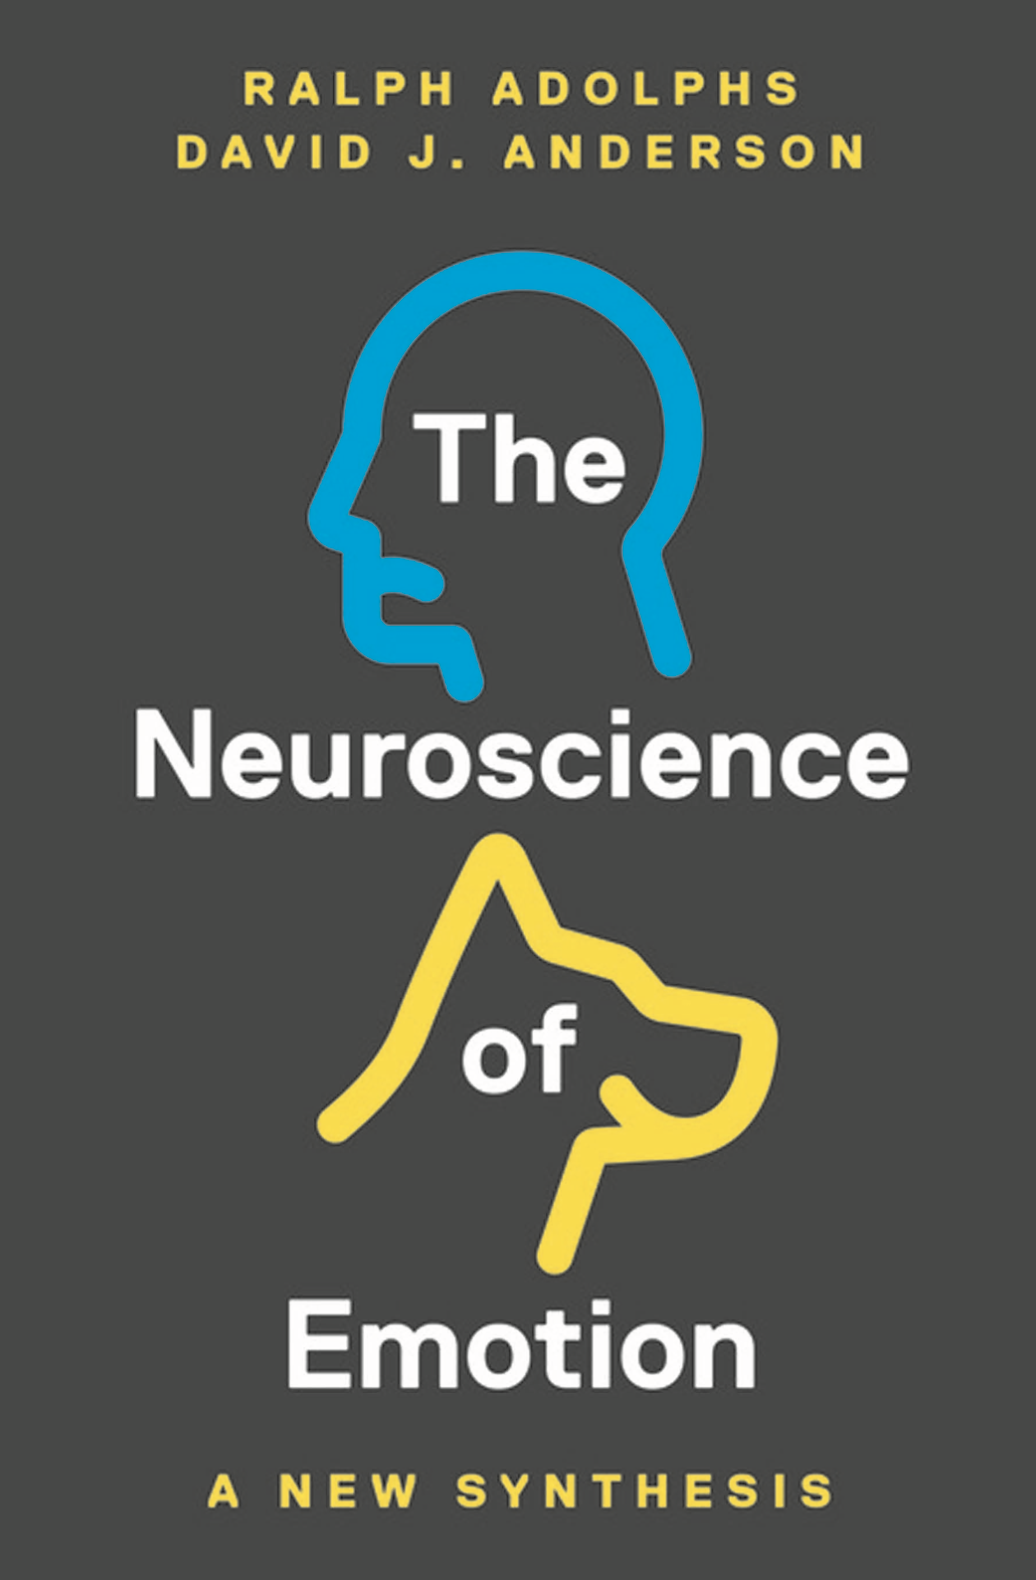 RALPH ADOLPHS
DAVID J. ANDERSON
The
Neuroscience
of
Emotion
A NEW SYNTHESIS